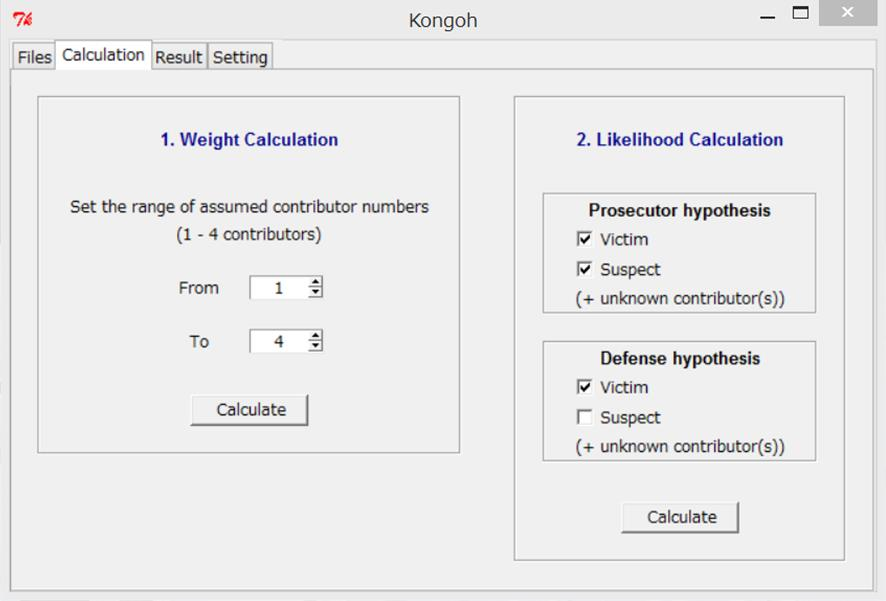 Kongoh
Files Calculation Result Setting
1. Weight Calculation
Set the range of assumed contributor numbers
(1 - 4 contributors)
From 1
To 4
Calculate
2. Likelihood Calculation
Prosecutor hypothesis
Victim
Suspect
(+ unknown contributor(s))
Defense hypothesis
Victim
Suspect
(+ unknown contributor(s))
Calculate